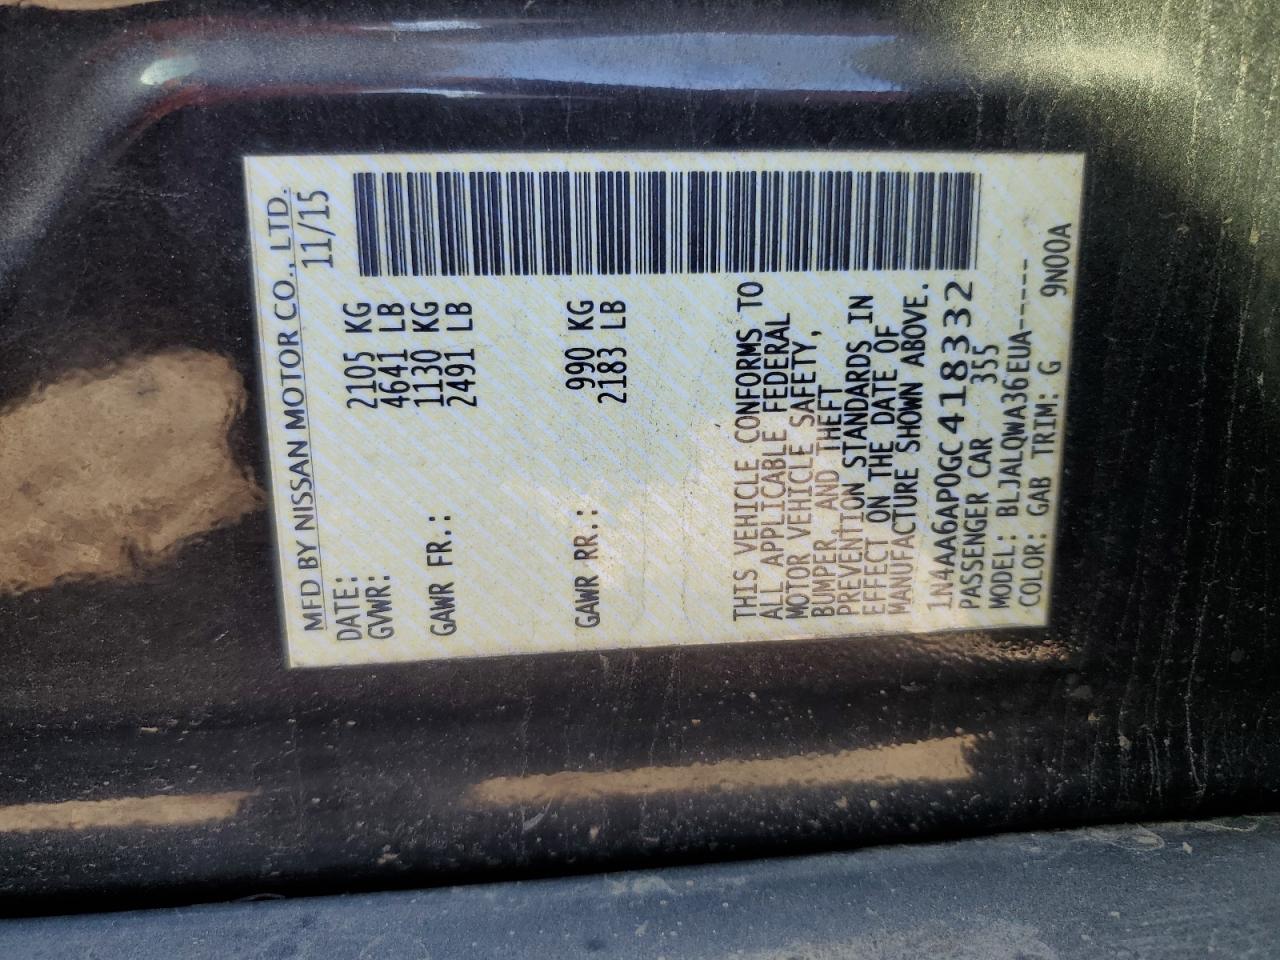 MFD BY NISSAN MOTOR CO., LTD.
DATE: 11/15
GVWR: 2105 KG
4641 LB
GAWR FR.: 1130 KG
2491 LB
GAWR RR.: 990 KG
2183 LB
THIS VEHICLE CONFORMS TO
ALL APPLICABLE FEDERAL
MOTOR VEHICLE SAFETY,
BUMPER AND THEFT
PREVENTION STANDARDS IN
EFFECT ON THE DATE OF
MANUFACTURE SHOWN ABOVE.
1N4AA6AP0GC418332
PASSENGER CAR 355
MODEL: BLJALQWA36EUA-----
COLOR: GAB TRIM: G 9N00A